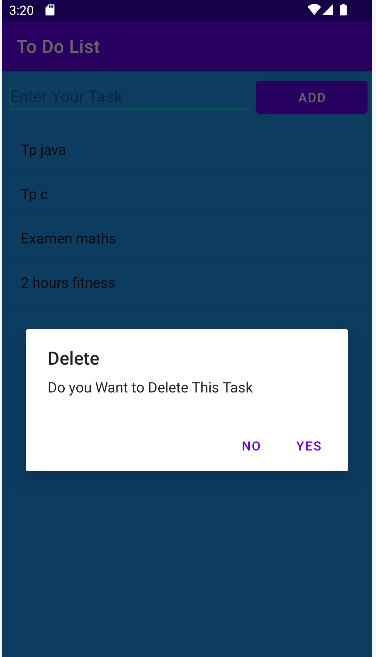 3:20
To Do List
Enter Your Task
ADD
Tp java
Tp c
Examen maths
2 hours fitness
Delete
Do you Want to Delete This Task
NO YES